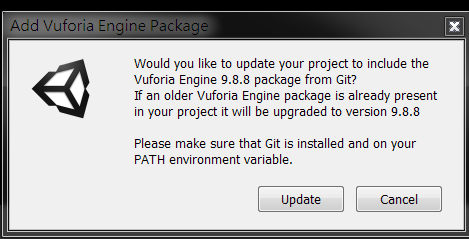 Add Vuforia Engine Package
Would you like to update your project to include the
Vuforia Engine 9.8.8 package from Git?
If an older Vuforia Engine package is already present
in your project it will be upgraded to version 9.8.8
Please make sure that Git is installed and on your
PATH environment variable.
Update
Cancel